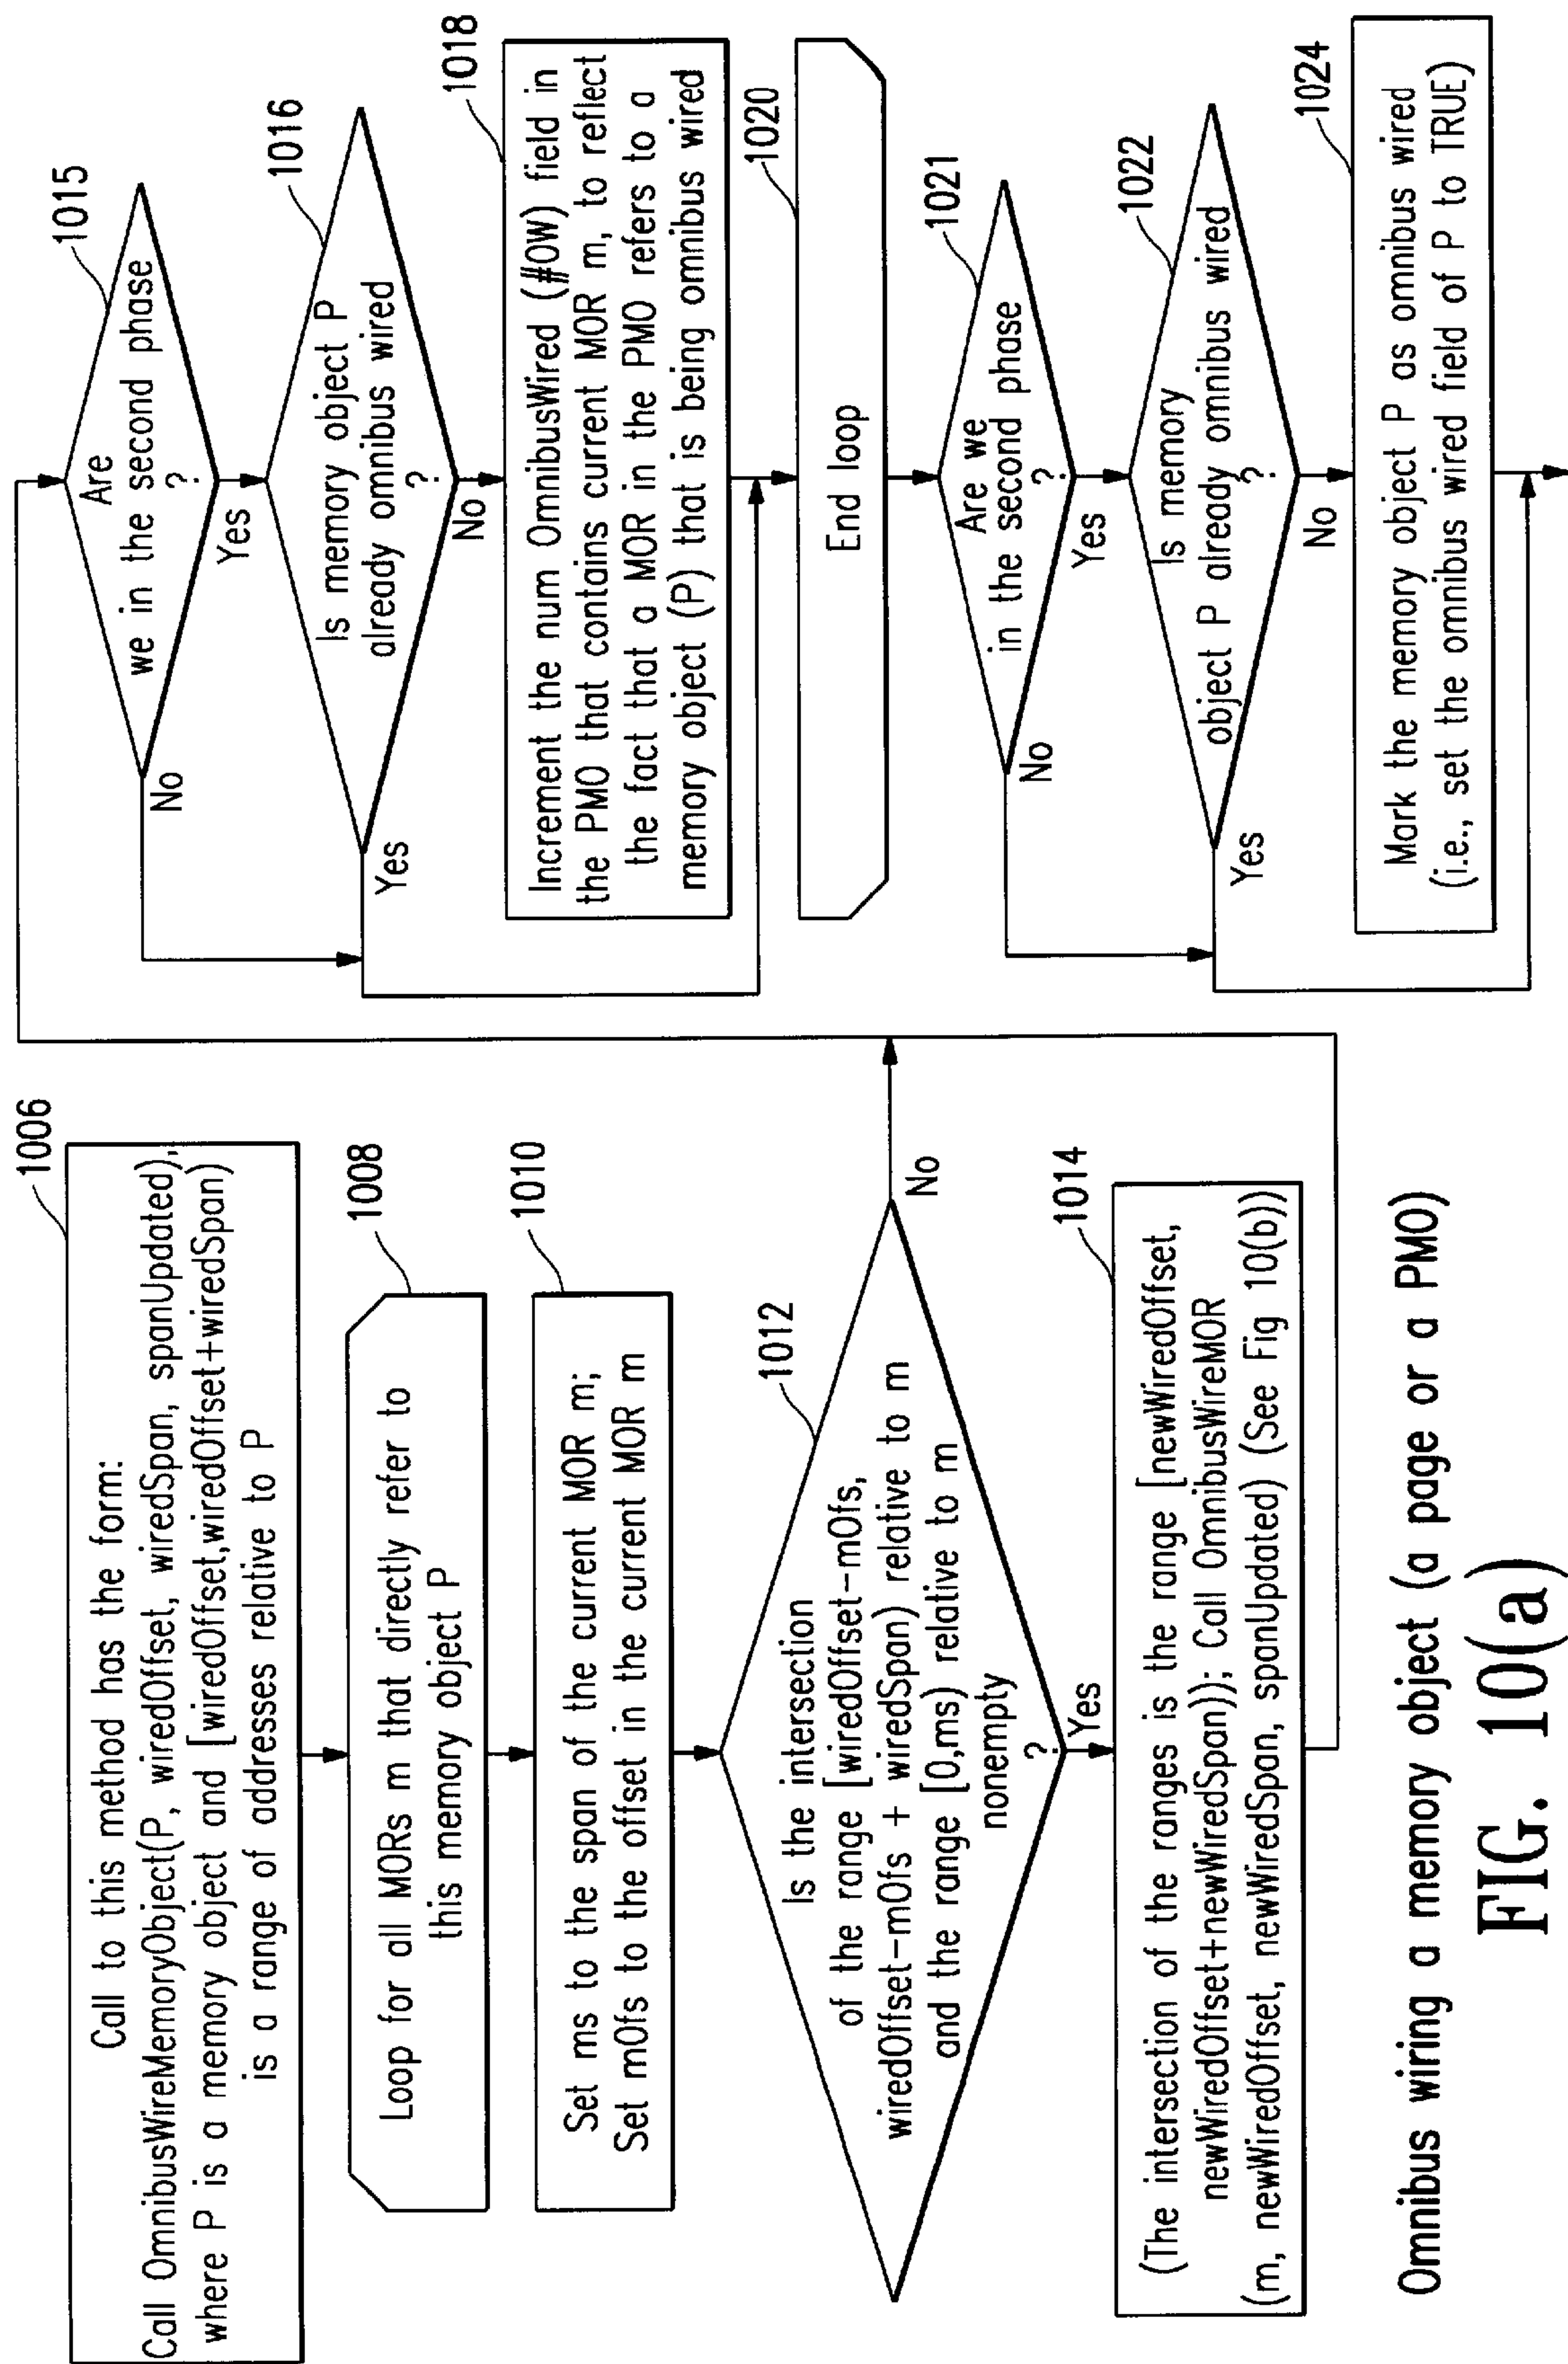 1006
Call to this method has the form:
Call OmnibusWireMemoryObject(P, wiredOffset, wiredSpan, spanUpdated),
where P is a memory object and [wiredOffset,wiredOffset+wiredSpan)
is a range of addresses relative to P
1008
Loop for all MORs m that directly refer to
this memory object P
1010
Set ms to the span of the current MOR m;
Set mOfs to the offset in the current MOR m
1012
Is the intersection
of the range [wiredOffset-mOfs,
wiredOffset-mOfs + wiredSpan) relative to m
and the range [0,ms) relative to m
nonempty
?
No
Yes
1014
(The intersection of the ranges is the range [newWiredOffset,
newWiredOffset+newWiredSpan)); Call OmnibusWireMOR
(m, newWiredOffset, newWiredSpan, spanUpdated) (See Fig 10(b))
1015
Are
we in the second phase
?
No
Yes
1016
Is memory object P
already omnibus wired
?
Yes
No
1018
Increment the num OmnibusWired (#OW) field in
the PMO that contains current MOR m, to reflect
the fact that a MOR in the PMO refers to a
memory object (P) that is being omnibus wired
1020
End loop
1021
Are we
in the second phase
?
No
Yes
1022
Is memory
object P already omnibus wired
?
Yes
No
1024
Mark the memory object P as omnibus wired
(i.e., set the omnibus wired field of P to TRUE)
Omnibus wiring a memory object (a page or a PMO)
FIG. 10(a)